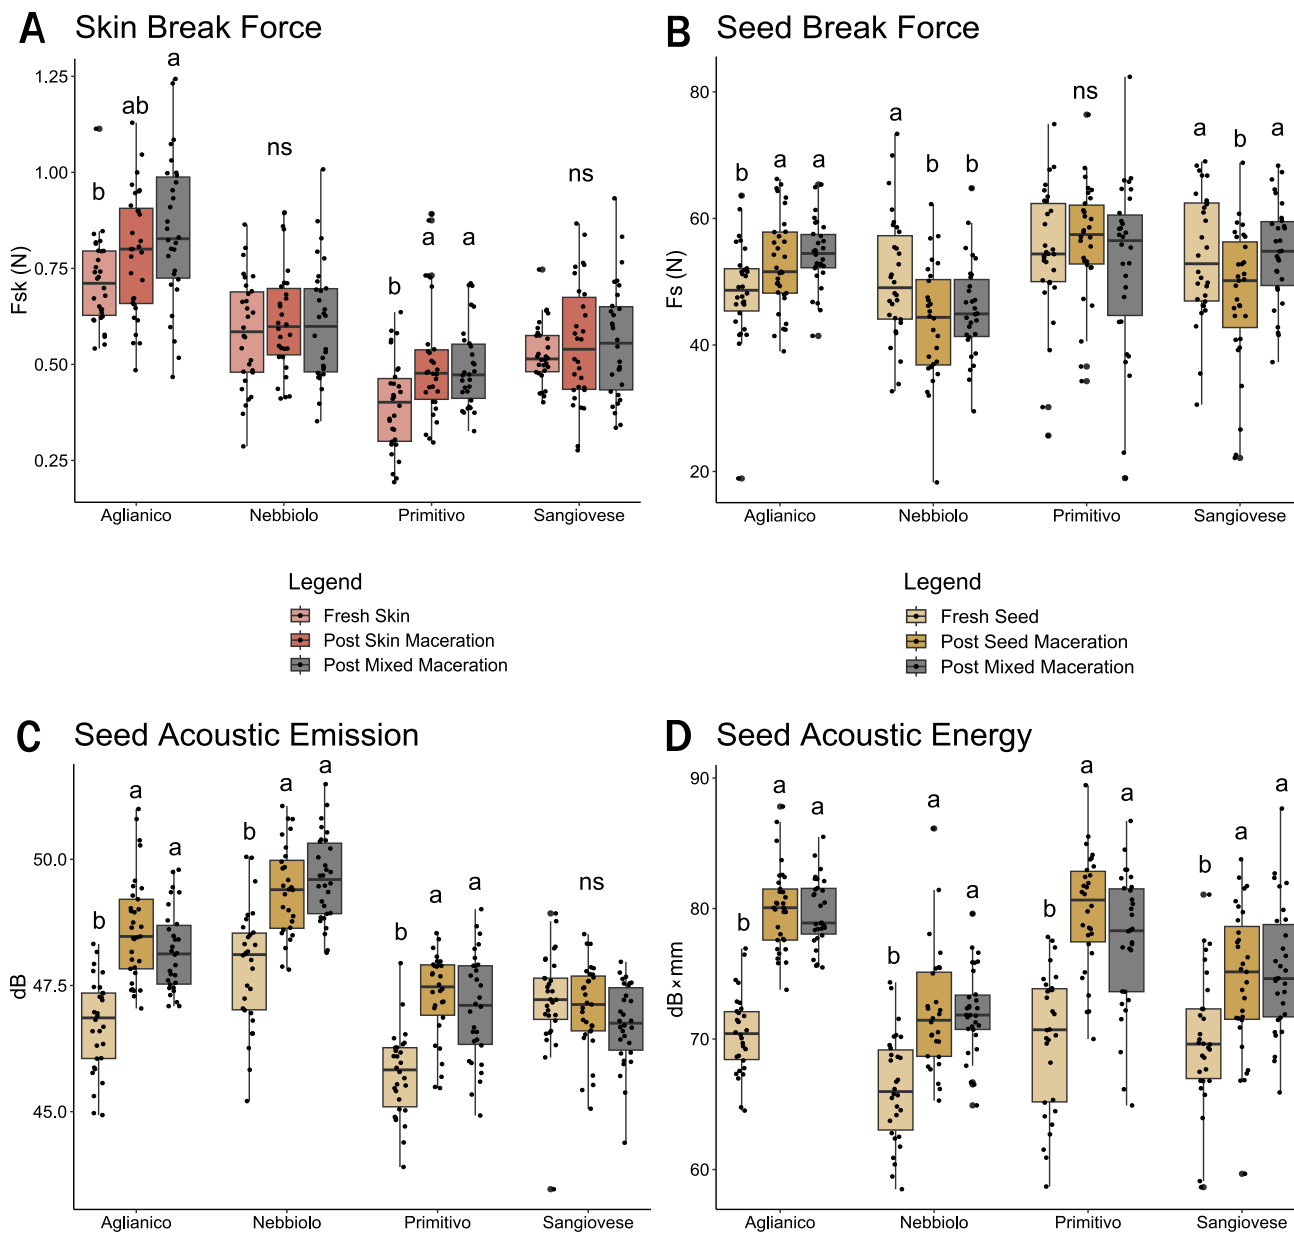 A Skin Break Force
1.25
1.00
0.75
0.50
0.25
Fsk (N)
b
ab
a
ns
b
a
a
ns
Aglianico Nebbiolo Primitivo Sangiovese
Legend
Fresh Skin
Post Skin Maceration
Post Mixed Maceration
B Seed Break Force
80
60
40
20
Fs (N)
b
a
a
a
b
b
ns
a
b
a
Aglianico Nebbiolo Primitivo Sangiovese
Legend
Fresh Seed
Post Seed Maceration
Post Mixed Maceration
C Seed Acoustic Emission
50.0
47.5
45.0
dB
b
a
a
b
a
a
b
a
a
ns
Aglianico Nebbiolo Primitivo Sangiovese
D Seed Acoustic Energy
90
80
70
60
dB×mm
b
a
a
b
a
a
b
a
a
b
a
a
Aglianico Nebbiolo Primitivo Sangiovese